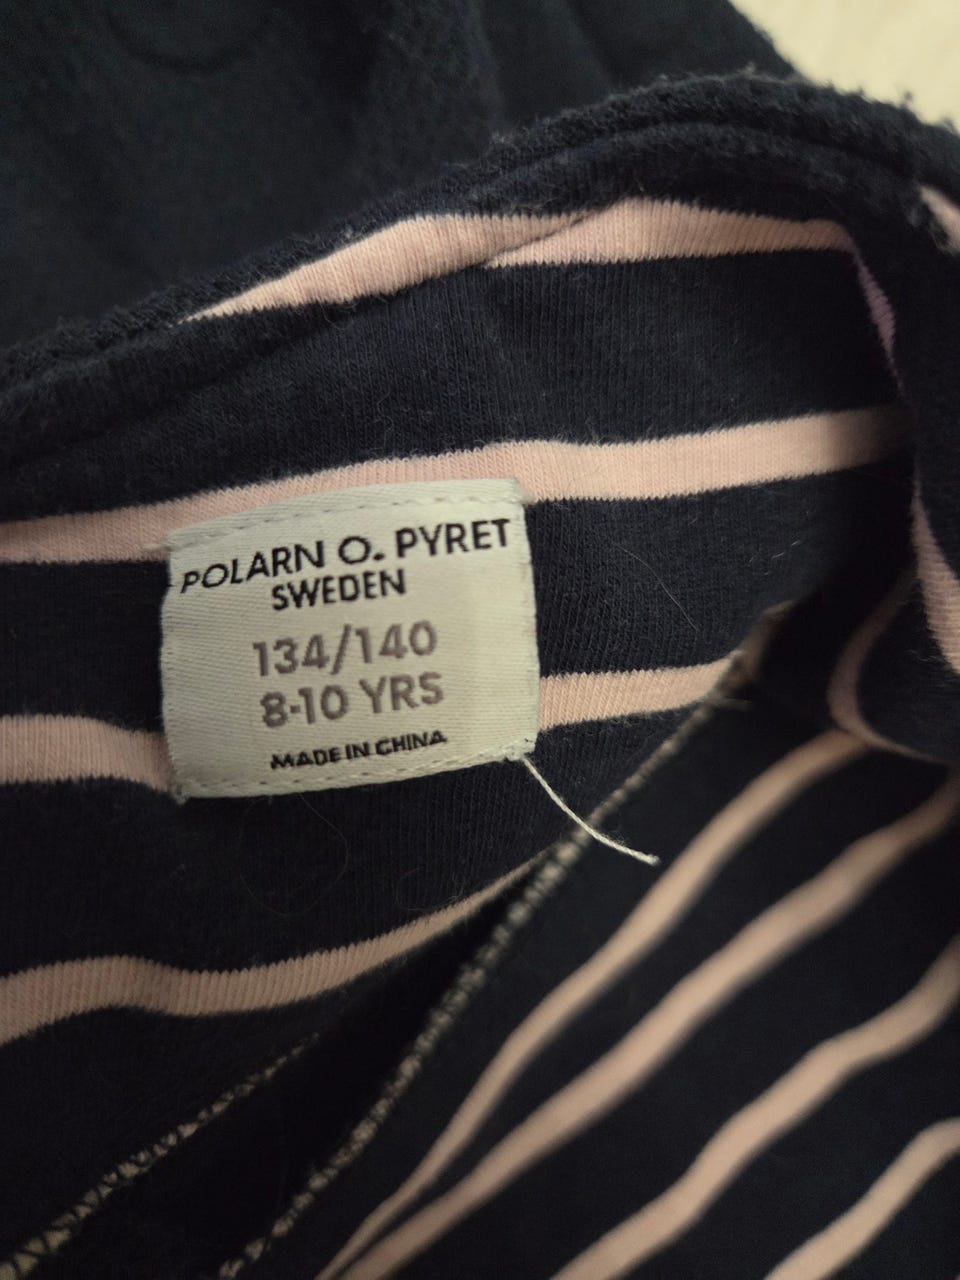 POLARN O. PYRET
SWEDEN
134/140
8-10 YRS
MADE IN CHINA